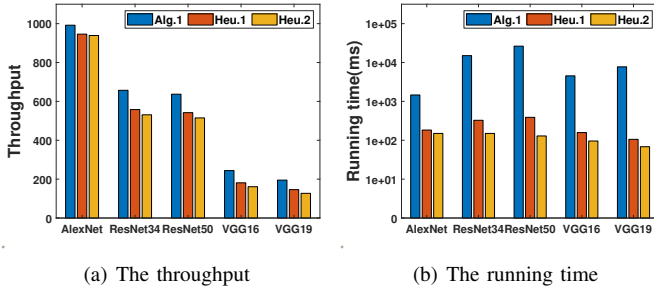 Alg.1 Heu.1 Heu.2
1000
800
600
400
200
0
Throughput
AlexNet ResNet34 ResNet50 VGG16 VGG19
(a) The throughput
Alg.1 Heu.1 Heu.2
1e+05
1e+04
1e+03
1e+02
1e+01
0
Running time(ms)
AlexNet ResNet34 ResNet50 VGG16 VGG19
(b) The running time